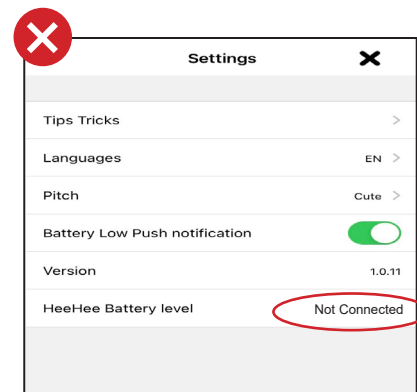 Settings
Tips Tricks
Languages EN
Pitch Cute
Battery Low Push notification
Version 1.0.11
HeeHee Battery level Not Connected